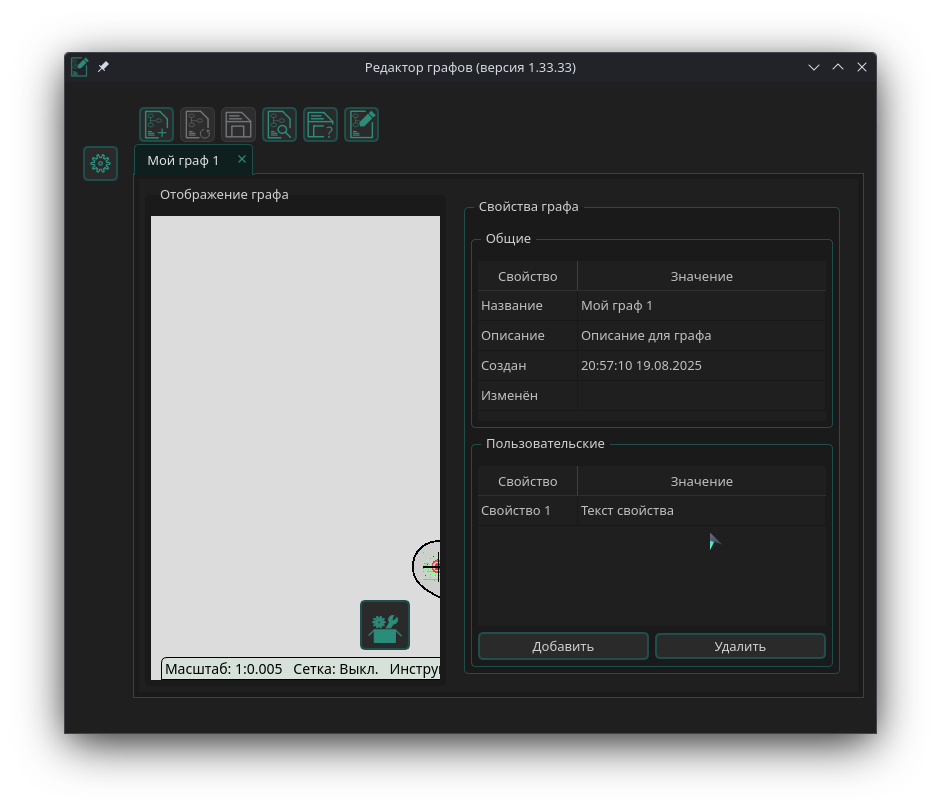 Редактор графов (версия 1.33.33)
Мой граф 1
Отображение графа
Масштаб: 1:0.005 Сетка: Выкл.
Свойства графа
Общие
Свойство Значение
Название Мой граф 1
Описание Описание для графа
Создан 20:57:10 19.08.2025
Изменён
Пользовательские
Свойство Значение
Свойство 1 Текст свойства
Добавить Удалить